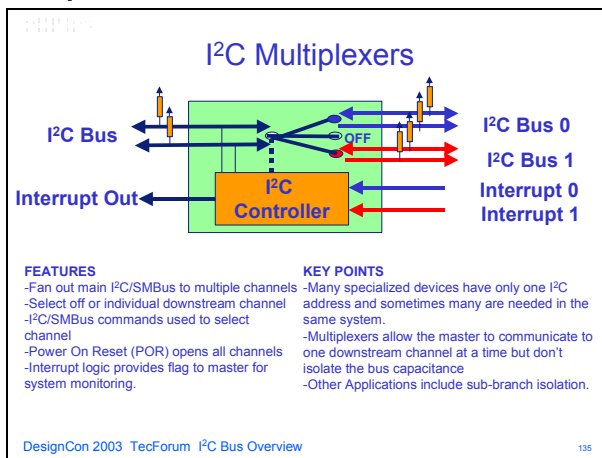 I²C Multiplexers
I²C Bus
OFF
I²C Bus 0
I²C Bus 1
Interrupt Out
I²C
Controller
Interrupt 0
Interrupt 1
FEATURES
-Fan out main I²C/SMBus to multiple channels
-Select off or individual downstream channel
-I²C/SMBus commands used to select
channel
-Power On Reset (POR) opens all channels
-Interrupt logic provides flag to master for
system monitoring.
KEY POINTS
-Many specialized devices have only one I²C
address and sometimes many are needed in the
same system.
-Multiplexers allow the master to communicate to
one downstream channel at a time but don't
isolate the bus capacitance
-Other Applications include sub-branch isolation.
DesignCon 2003 TecForum I²C Bus Overview
135